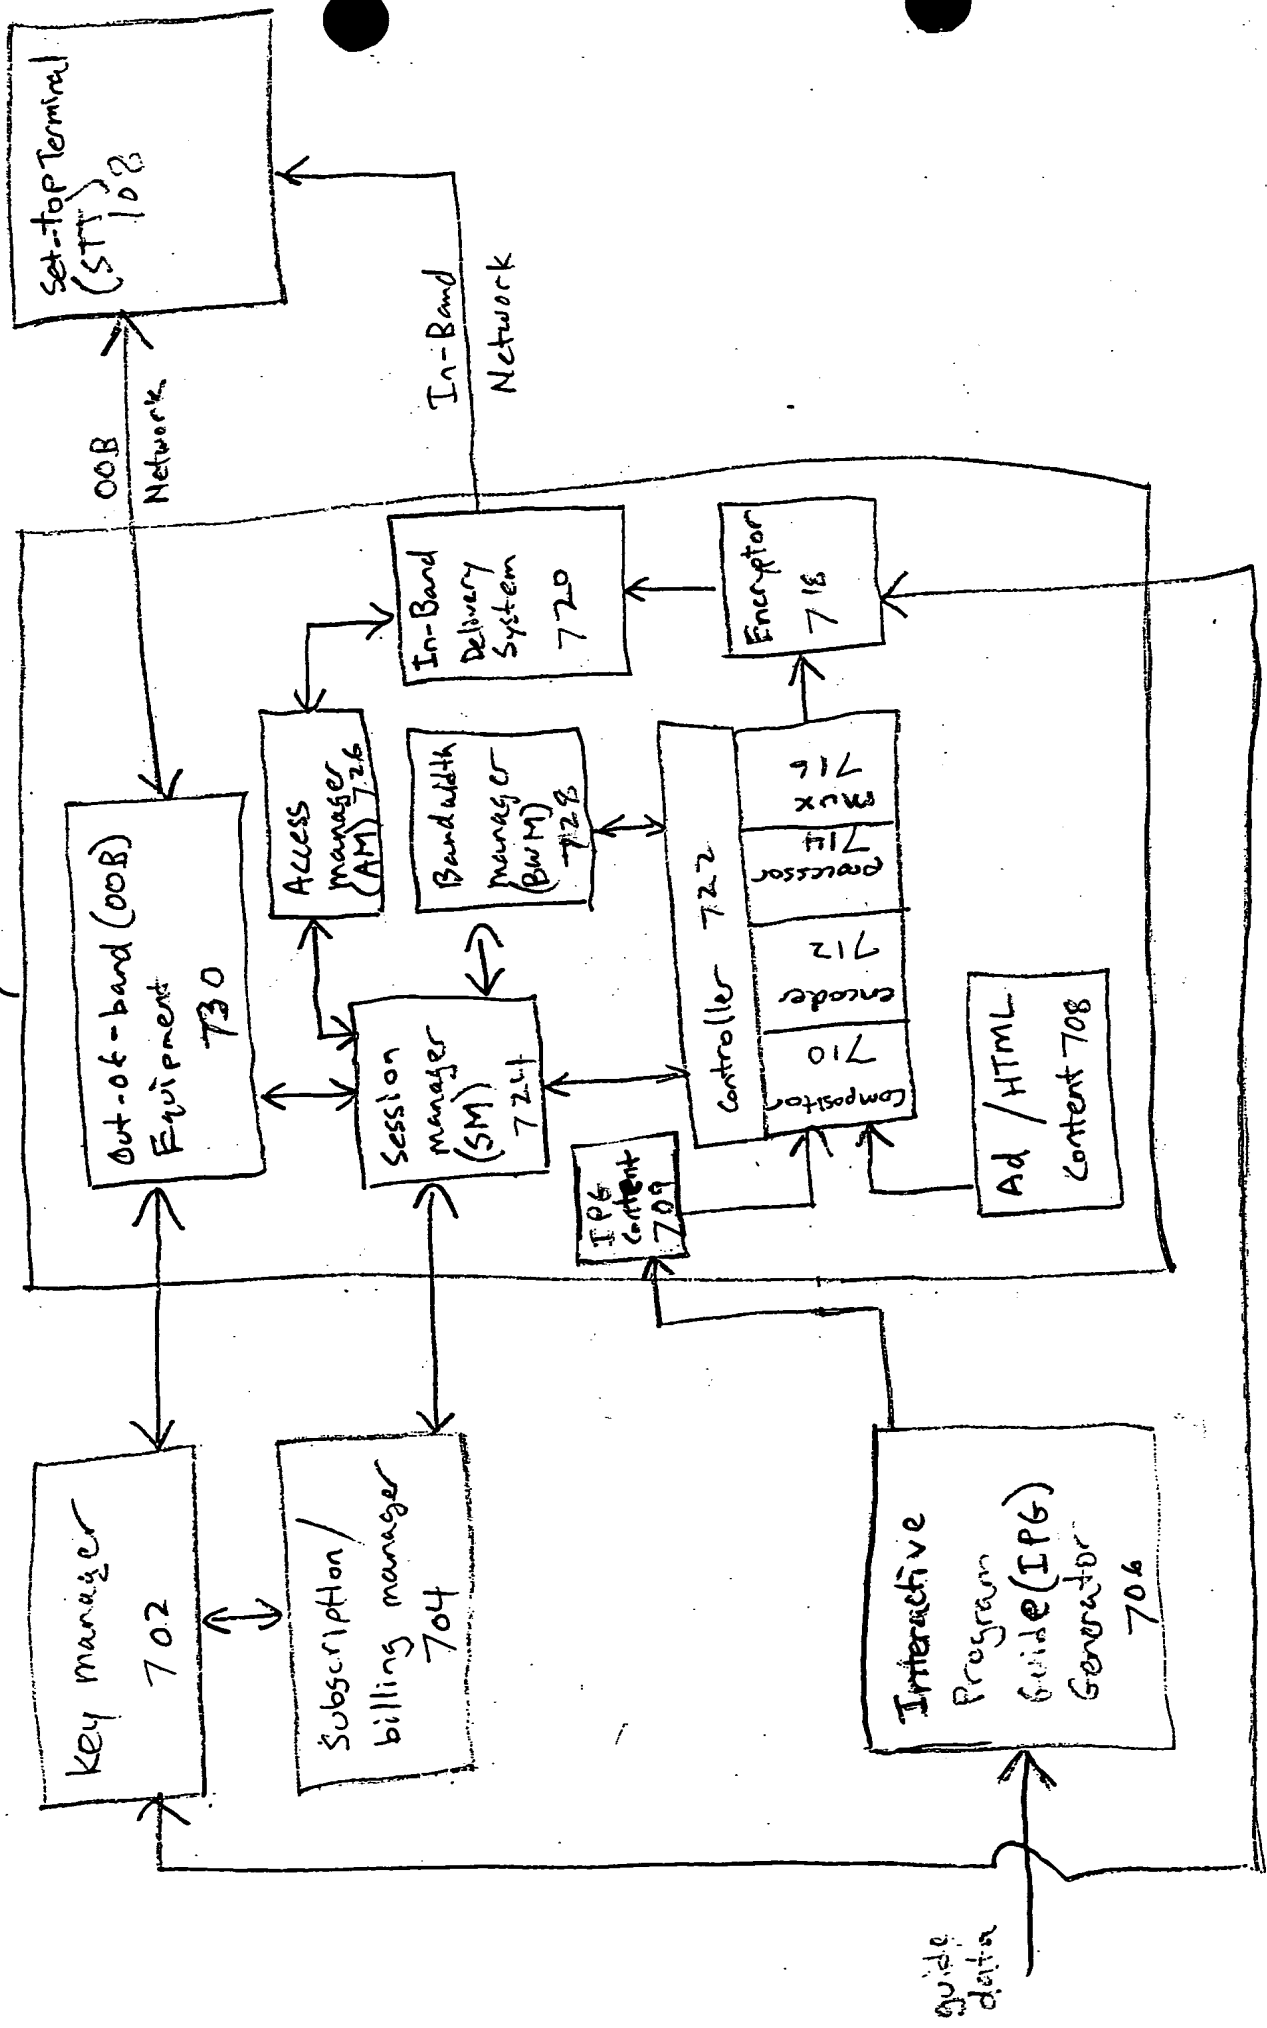 Key manager
702
Subscription/
billing manager
704
guide
data
Interactive
Program
Guide (IPG)
Generator
706
Out-of-band (OOB)
Equipment
730
Session
manager
(SM)
724
Access
manager
(AM) 726
Bandwidth
manager
(BWM)
728
IPG
Content
709
Controller 722
Compositor
710
encoder
712
processor
714
mux
716
Ad / HTML
Content 708
In-Band
Delivery
System
720
Encryptor
718
OOB
Network
In-Band
Network
Set-top Terminal
(STT)
102